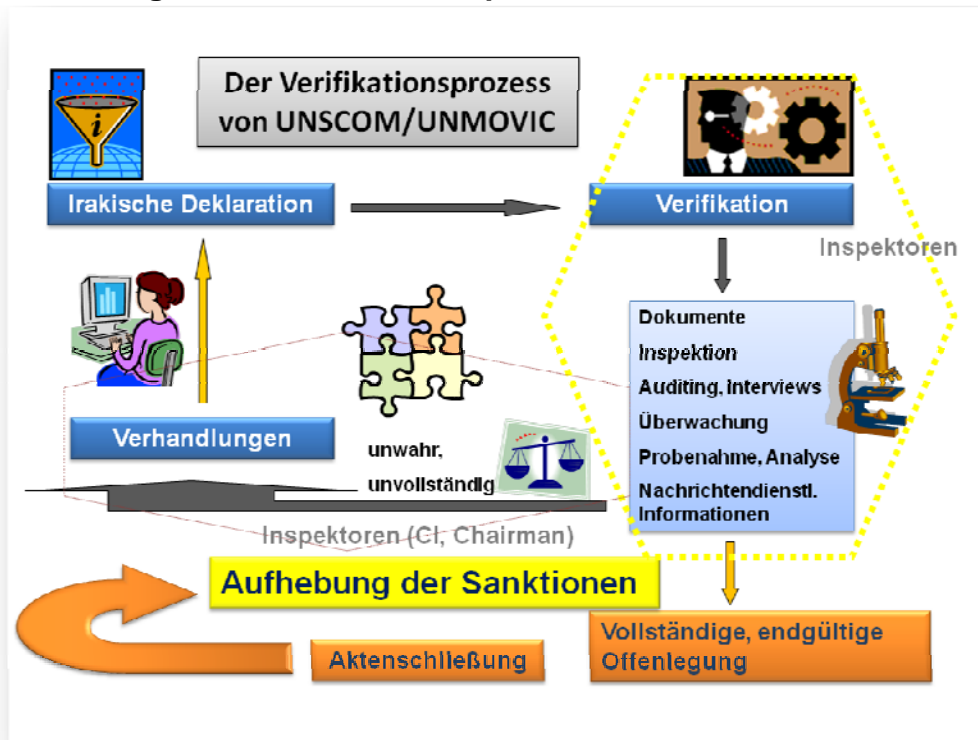 Der Verifikationsprozess
von UNSCOM/UNMOVIC
i
Irakische Deklaration
Verifikation
Inspektoren
Dokumente
Inspektion
Auditing, Interviews
Überwachung
Probenahme, Analyse
Nachrichtendienstl.
Informationen
Verhandlungen
unwahr,
unvollständig
Inspektoren (CI, Chairman)
Aufhebung der Sanktionen
Vollständige, endgültige
Offenlegung
Aktenschließung